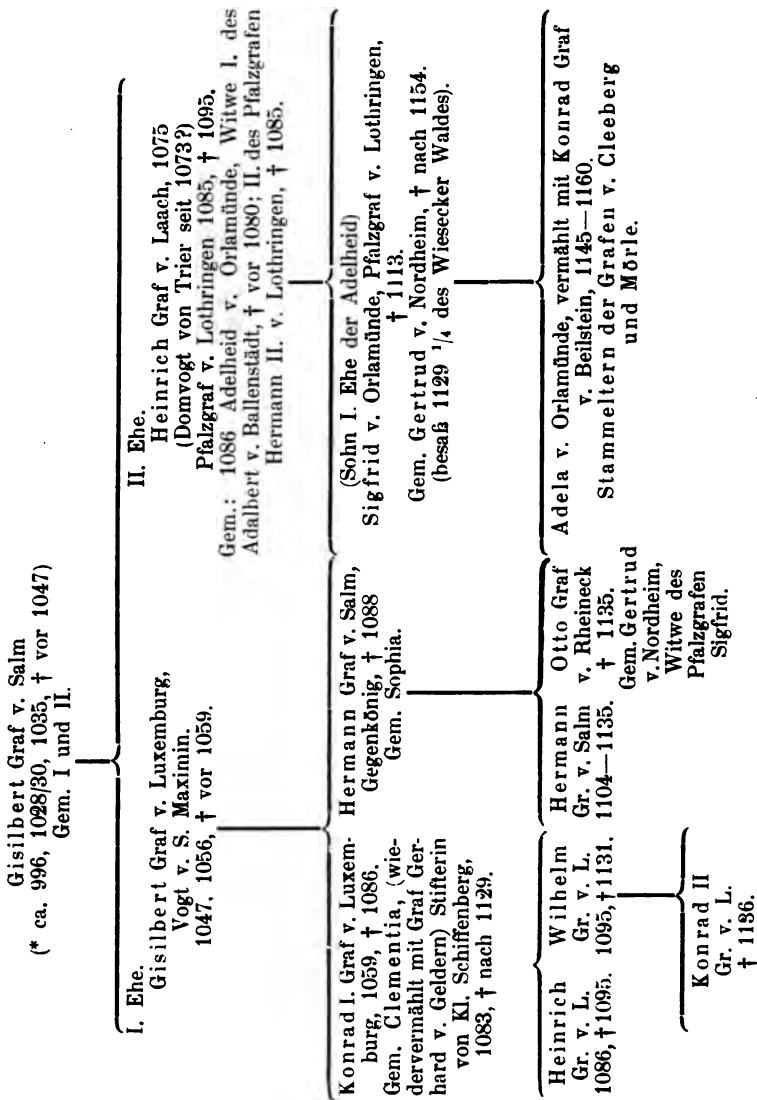 Gisilbert Graf v. Salm
(* ca. 996, 1028/30, 1035, † vor 1047)
Gem. I und II.
I. Ehe.
Gisilbert Graf v. Luxemburg,
Vogt v. S. Maximin.
1047, 1056, † vor 1059.
II. Ehe.
Heinrich Graf v. Laach, 1075
(Domvogt von Trier seit 1073?)
Pfalzgraf v. Lothringen 1085, † 1095.
Gem.: 1086 Adelheid v. Orlamünde, Witwe I. des
Adalbert v. Ballenstädt, † vor 1080; II. des Pfalzgrafen
Hermann II. v. Lothringen, † 1085.
Konrad I. Graf v. Luxem-
burg, 1059, † 1086.
Gem. Clementia, (wie-
dervermählt mit Graf Ger-
hard v. Geldern) Stifterin
von Kl. Schiffenberg,
1083, † nach 1129.
Hermann Graf v. Salm,
Gegenkönig, † 1088
Gem. Sophia.
(Sohn I. Ehe der Adelheid)
Sigfrid v. Orlamünde, Pfalzgraf v. Lothringen,
† 1113.
Gem. Gertrud v. Nordheim, † nach 1154.
(besaß 1129 1/4 des Wiesecker Waldes).
Heinrich
Gr. v. L.
1086, †1095.
Wilhelm
Gr. v. L.
1095, †1131.
Hermann
Gr. v. Salm
1104—1135.
Otto Graf
v. Rheineck
† 1135.
Gem. Gertrud
v. Nordheim,
Witwe des
Pfalzgrafen
Sigfrid.
Adela v. Orlamünde, vermählt mit Konrad Graf
v. Beilstein, 1145—1160.
Stammeltern der Grafen v. Cleeberg
und Mörle.
Konrad II
Gr. v. L.
† 1136.